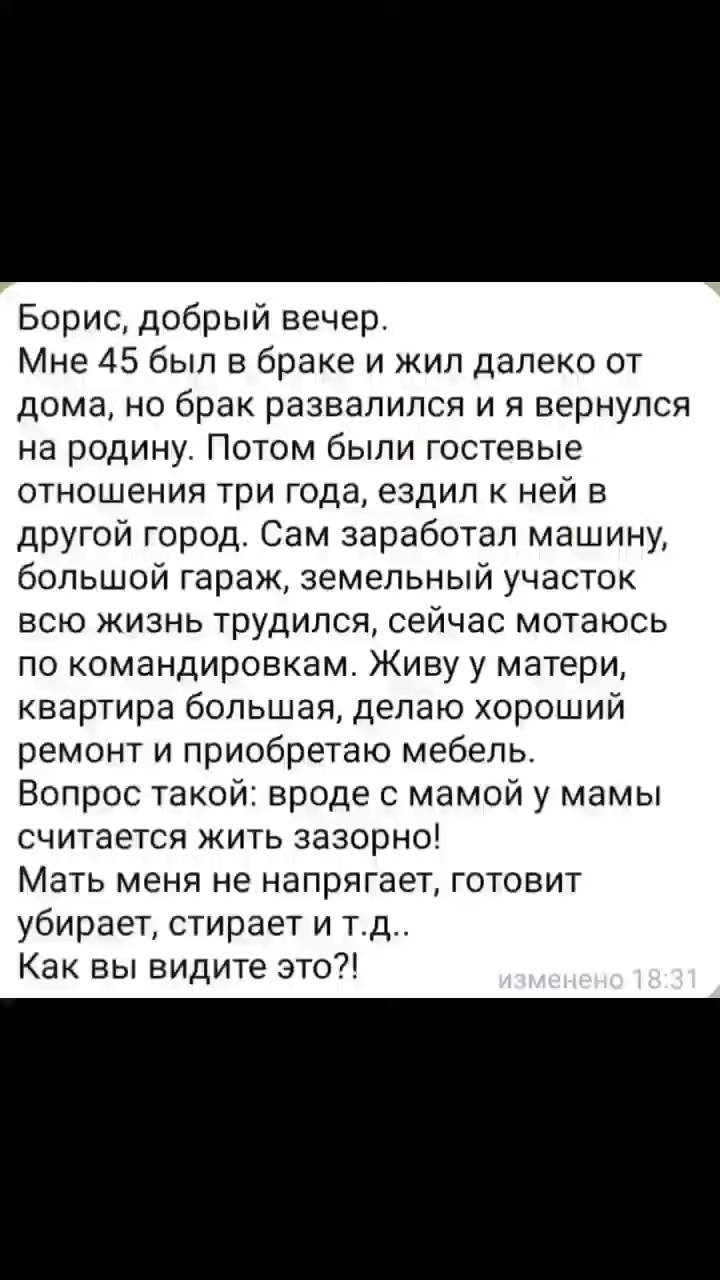 Борис, добрый вечер.
Мне 45 был в браке и жил далеко от
дома, но брак развалился и я вернулся
на родину. Потом были гостевые
отношения три года, ездил к ней в
другой город. Сам заработал машину,
большой гараж, земельный участок
всю жизнь трудился, сейчас мотаюсь
по командировкам. Живу у матери,
квартира большая, делаю хороший
ремонт и приобретаю мебель.
Вопрос такой: вроде с мамой у мамы
считается жить зазорно!
Мать меня не напрягает, готовит
убирает, стирает и т.д..
Как вы видите это?!
изменено 18:31